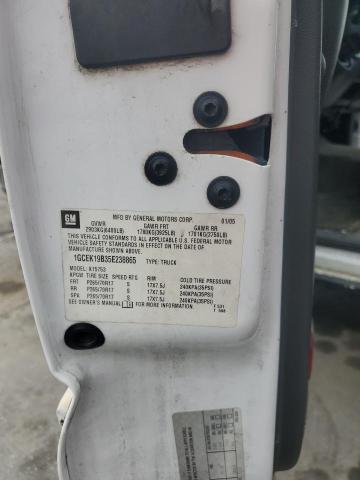 GM
MFD BY GENERAL MOTORS CORP. 01/05
GVWR GAWR FRT GAWR RR
2903KG(6400LB) 1780KG(3925LB) 1701KG(3750LB)
THIS VEHICLE CONFORMS TO ALL APPLICABLE U.S. FEDERAL MOTOR
VEHICLE SAFETY STANDARDS IN EFFECT ON THE DATE OF
MANUFACTURE SHOWN ABOVE.
1GCEK19B35E238865 TYPE: TRUCK
MODEL: K15753
TIRE SIZE SPEED RTG RIM COLD TIRE PRESSURE
FRT P265/70R17 S 17X7.5J 240KPA(35PSI)
RR P265/70R17 S 17X7.5J 240KPA(35PSI)
SPA P265/70R17 S 17X7.5J 240KPA(35PSI)
SEE OWNER'S MANUAL FOR MORE INFORMATION.